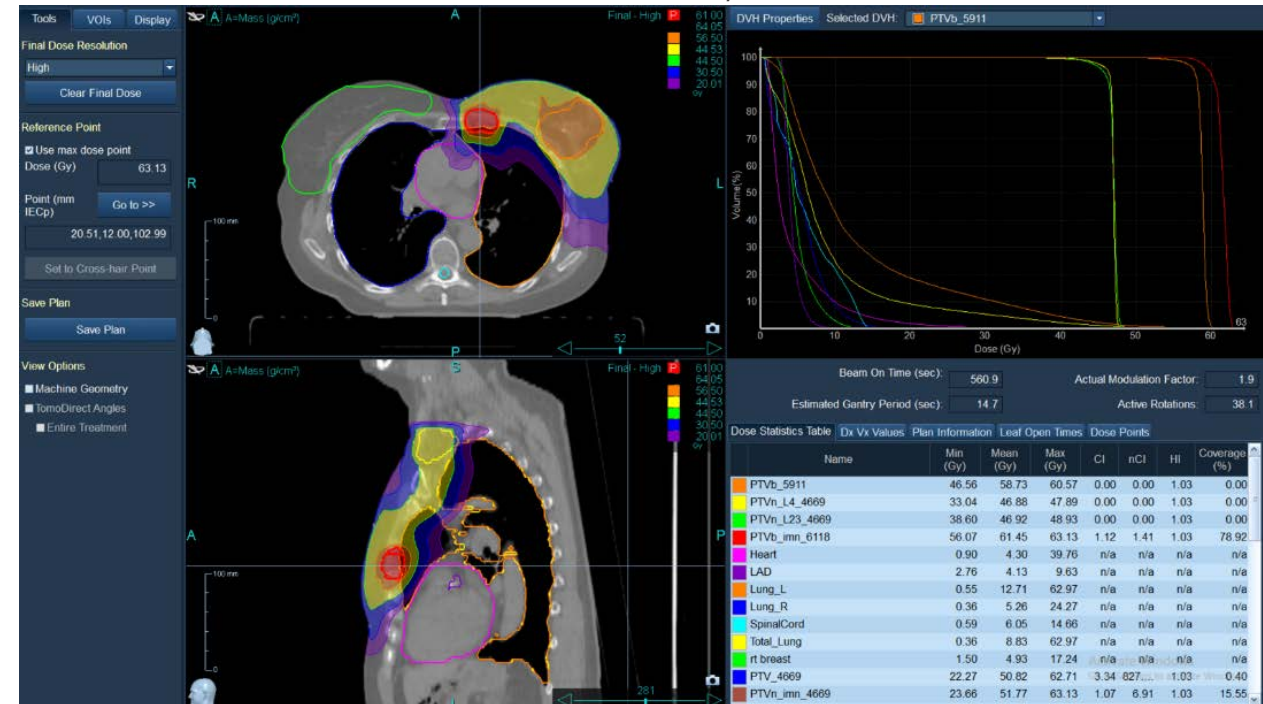 Tools VOIs Display
Final Dose Resolution
High
Clear Final Dose
Reference Point
Use max dose point
Dose (Gy) 63.13
Point (mm IECp) Go to >>
20.51,12.00,102.99
Set to Cross-hair Point
Save Plan
Save Plan
View Options
Machine Geometry
TomoDirect Angles
Entire Treatment
A A=Mass (g/cm³) A Final - High P 61.00
64.05
56.50
44.53
44.50
30.50
20.01
Gy
R L
100 mm
0
P
52
A A=Mass (g/cm³) S Final - High P 61.00
64.05
56.50
44.53
44.50
30.50
20.01
Gy
A P
100 mm
0
I
281
DVH Properties Selected DVH: PTVb_5911
Volume(%)
100
90
80
70
60
50
40
30
20
10
0 10 20 30 40 50 60 63
Dose (Gy)
Beam On Time (sec): 560.9 Actual Modulation Factor: 1.9
Estimated Gantry Period (sec): 14.7 Active Rotations: 38.1
Dose Statistics Table Dx Vx Values Plan Information Leaf Open Times Dose Points
Name Min (Gy) Mean (Gy) Max (Gy) CI nCI HI Coverage (%)
PTVb_5911 46.56 58.73 60.57 0.00 0.00 1.03 0.00
PTVn_L4_4669 33.04 46.88 47.89 0.00 0.00 1.03 0.00
PTVn_L23_4669 38.60 46.92 48.93 0.00 0.00 1.03 0.00
PTVb_imn_6118 56.07 61.45 63.13 1.12 1.41 1.03 78.92
Heart 0.90 4.30 39.76 n/a n/a n/a n/a
LAD 2.76 4.13 9.63 n/a n/a n/a n/a
Lung_L 0.55 12.71 62.97 n/a n/a n/a n/a
Lung_R 0.36 5.26 24.27 n/a n/a n/a n/a
SpinalCord 0.59 6.05 14.66 n/a n/a n/a n/a
Total_Lung 0.36 8.83 62.97 n/a n/a n/a n/a
rt breast 1.50 4.93 17.24 n/a n/a n/a n/a
PTV_4669 22.27 50.82 62.71 3.34 827.... 1.03 0.40
PTVn_imn_4669 23.66 51.77 63.13 1.07 6.91 1.03 15.55